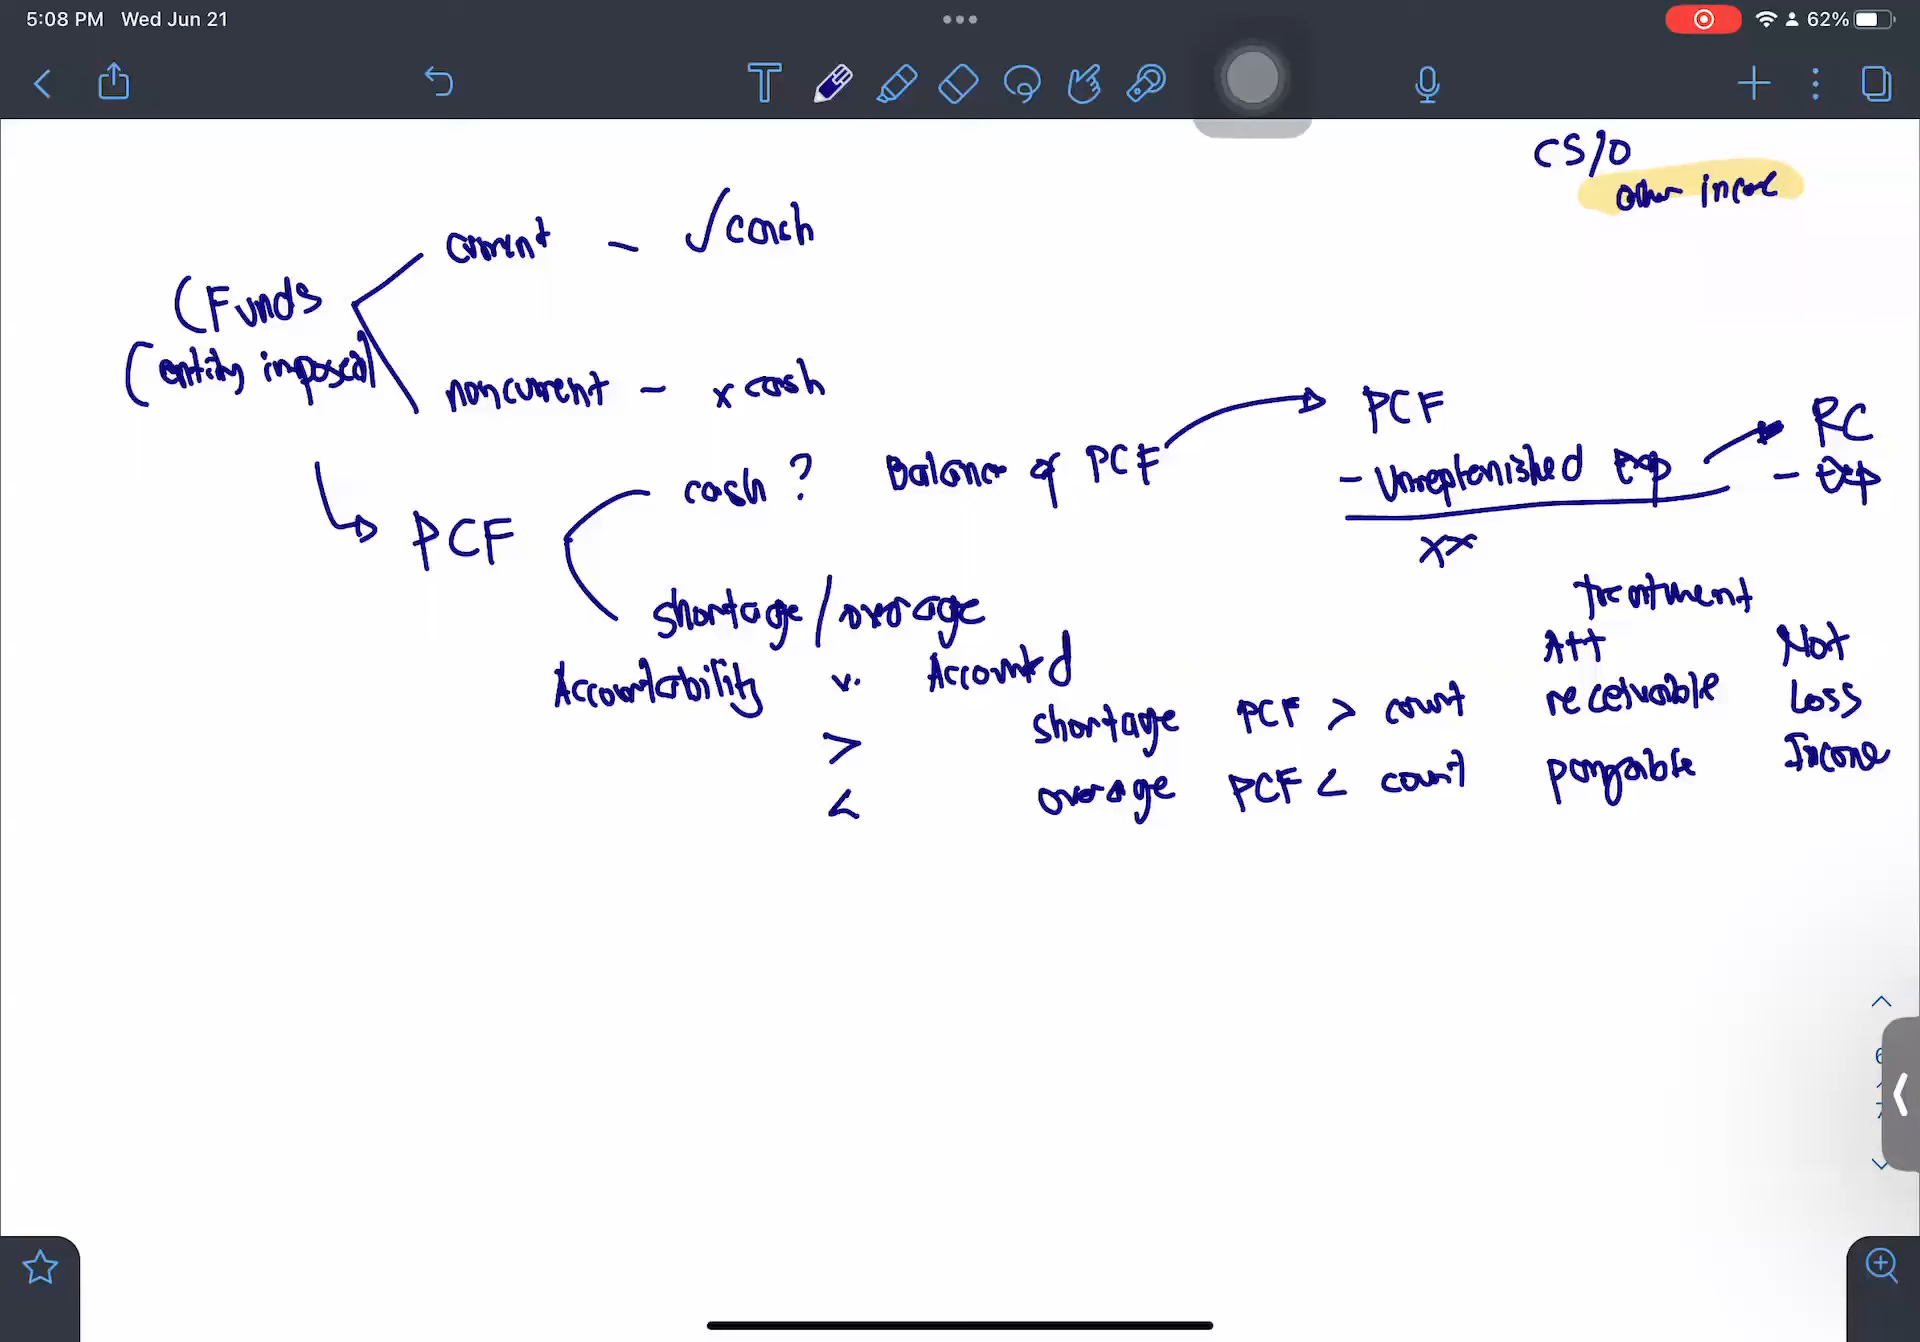 5:08 PM Wed Jun 21
62%
CS/O
other income
(Funds
(entity imposed)
current - √ cash
noncurrent - x cash
PCF
cash? Balance of PCF
PCF
- Unreplenished Exp
xx
RC
- Exp
shortage/overage
Accountability v. Accounted
>
<
treatment
Att Not
shortage PCF > count receivable Loss
overage PCF < count payable Income